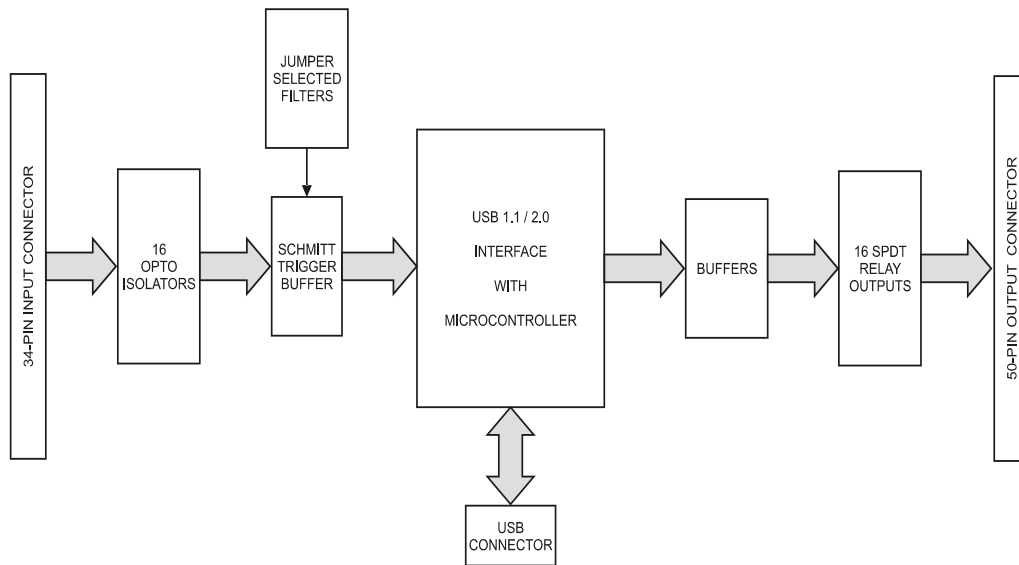 JUMPER
SELECTED
FILTERS
34-PIN INPUT CONNECTOR
16
OPTO
ISOLATORS
SCHMITT
TRIGGER
BUFFER
USB 1.1 / 2.0
INTERFACE
WITH
MICROCONTROLLER
BUFFERS
16 SPDT
RELAY
OUTPUTS
50-PIN OUTPUT CONNECTOR
USB
CONNECTOR